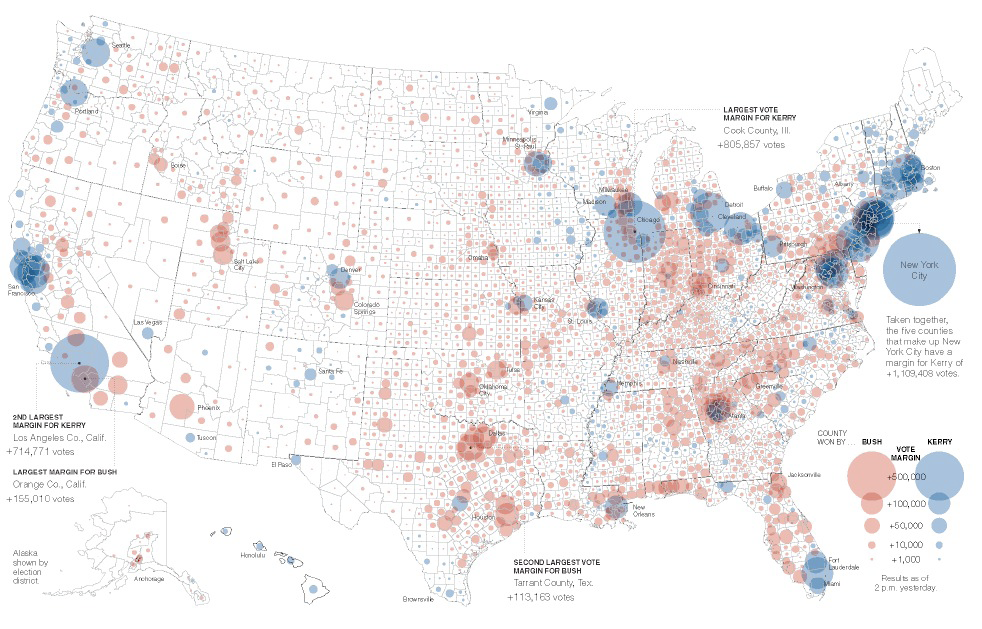 Seattle
Portland
Boise
Salt Lake
City
Virginia
Minneapolis
St. Paul
Milwaukee
Madison
Chicago
LARGEST VOTE
MARGIN FOR KERRY
Cook County, Ill.
+805,857 votes
Buffalo
Albany
Boston
Detroit
Cleveland
Pittsburgh
Washington
Cincinnati
Omaha
Denver
Colorado
Springs
Kansas
City
St. Louis
San
Francisco
Las Vegas
Santa Fe
Tulsa
Oklahoma
City
Nashville
Memphis
Greenville
Atlanta
New York
City
Taken together,
the five counties
that make up New
York City have a
margin for Kerry of
+1,109,408 votes.
Phoenix
Tucson
El Paso
Dallas
2ND LARGEST
MARGIN FOR KERRY
Los Angeles Co., Calif.
+714,771 votes
LARGEST MARGIN FOR BUSH
Orange Co., Calif.
+155,010 votes
Houston
New
Orleans
Jacksonville
COUNTY
WON BY ...
BUSH
VOTE
MARGIN
KERRY
+500,000
+100,000
+50,000
+10,000
+1,000
Results as of
2 p.m. yesterday.
Alaska
shown by
election
district.
Anchorage
Honolulu
Brownsville
SECOND LARGEST VOTE
MARGIN FOR BUSH
Tarrant County, Tex.
+113,163 votes
Fort
Lauderdale
Miami